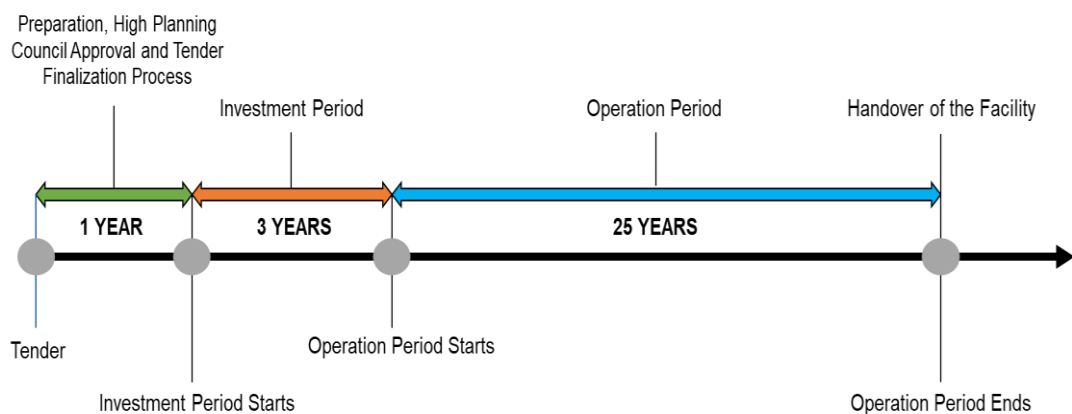 Preparation, High Planning
Council Approval and Tender
Finalization Process
Investment Period
Operation Period
Handover of the Facility
1 YEAR
3 YEARS
25 YEARS
Tender
Operation Period Starts
Investment Period Starts
Operation Period Ends